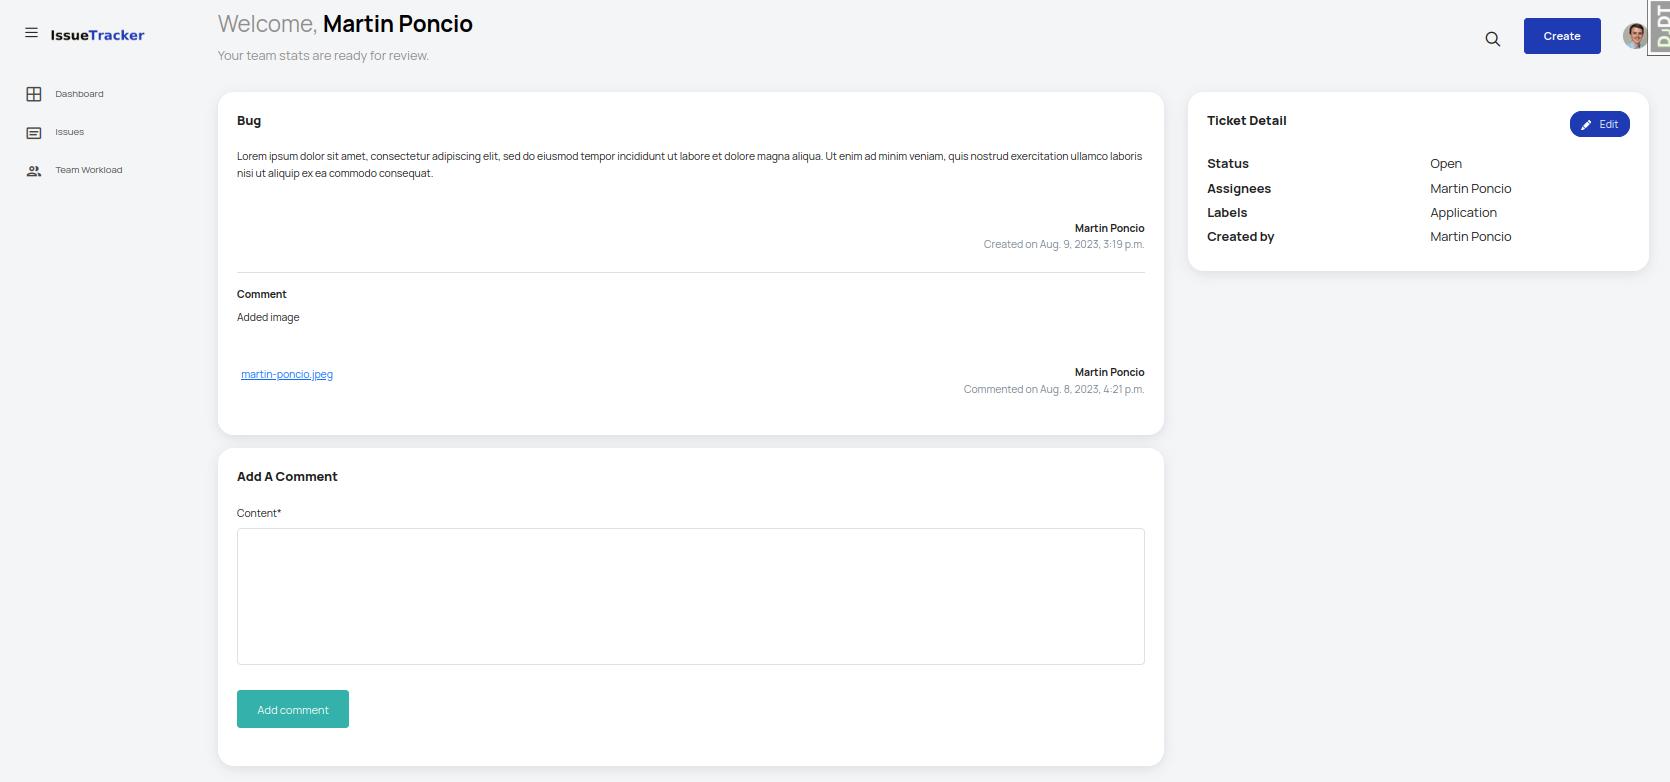 IssueTracker
Dashboard
Issues
Team Workload
Welcome, Martin Poncio
Your team stats are ready for review.
Create
DJDT
Bug
Lorem ipsum dolor sit amet, consectetur adipiscing elit, sed do eiusmod tempor incididunt ut labore et dolore magna aliqua. Ut enim ad minim veniam, quis nostrud exercitation ullamco laboris
nisi ut aliquip ex ea commodo consequat.
Martin Poncio
Created on Aug. 9, 2023, 3:19 p.m.
Comment
Added image
martin-poncio.jpeg
Martin Poncio
Commented on Aug. 8, 2023, 4:21 p.m.
Add A Comment
Content*
Add comment
Ticket Detail
Edit
Status Open
Assignees Martin Poncio
Labels Application
Created by Martin Poncio